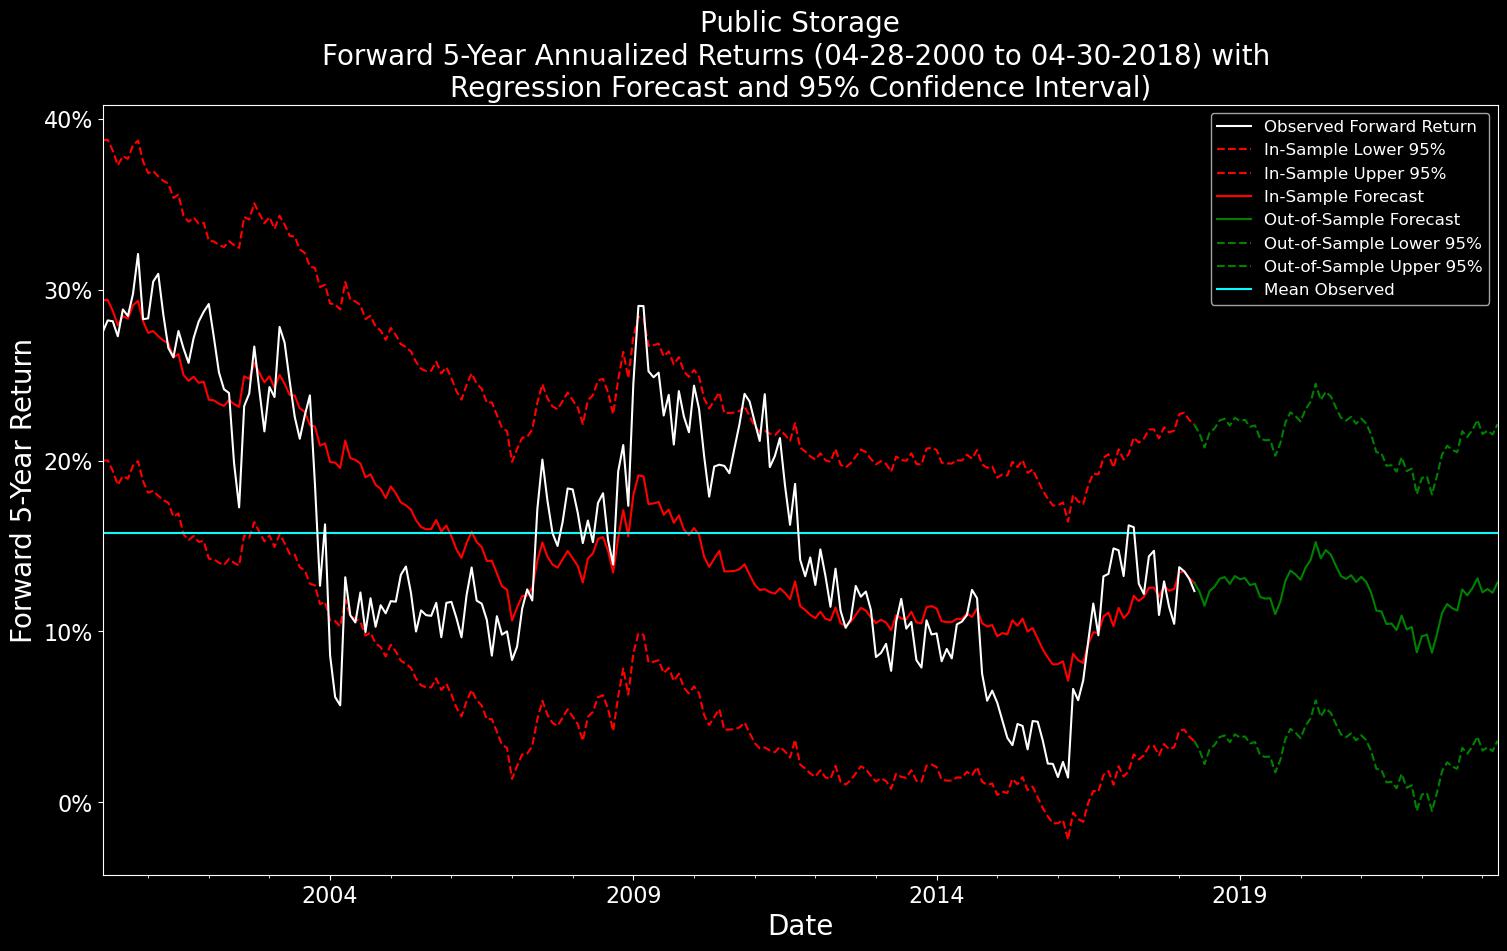 Public Storage
Forward 5-Year Annualized Returns (04-28-2000 to 04-30-2018) with
Regression Forecast and 95% Confidence Interval)
40%
30%
20%
10%
0%
Forward 5-Year Return
Observed Forward Return
In-Sample Lower 95%
In-Sample Upper 95%
In-Sample Forecast
Out-of-Sample Forecast
Out-of-Sample Lower 95%
Out-of-Sample Upper 95%
Mean Observed
2004
2009
2014
2019
Date